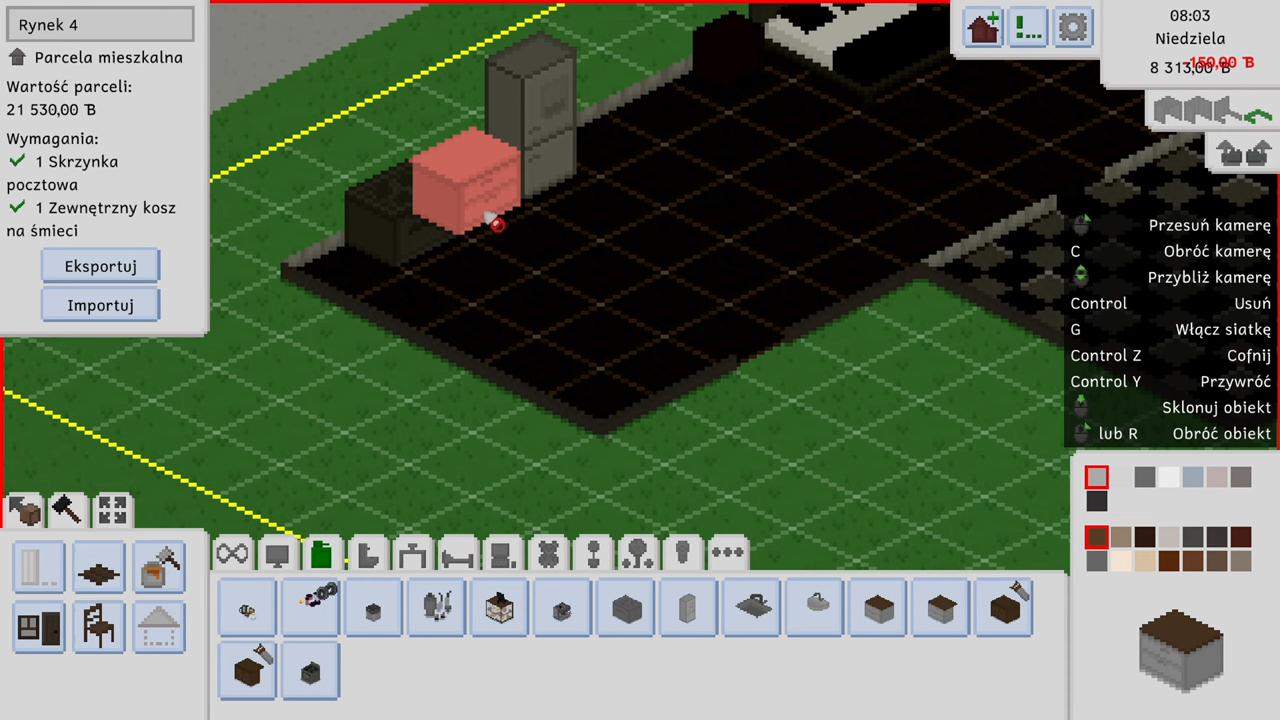 Rynek 4
Parcela mieszkalna
Wartość parceli:
21 530,00 Ƀ
Wymagania:
1 Skrzynka
pocztowa
1 Zewnętrzny kosz
na śmieci
Eksportuj
Importuj
08:03
Niedziela
-150,00 Ƀ
8 313,00 Ƀ
Przesuń kamerę
C Obróć kamerę
Przybliż kamerę
Control Usuń
G Włącz siatkę
Control Z Cofnij
Control Y Przywróć
Sklonuj obiekt
lub R Obróć obiekt